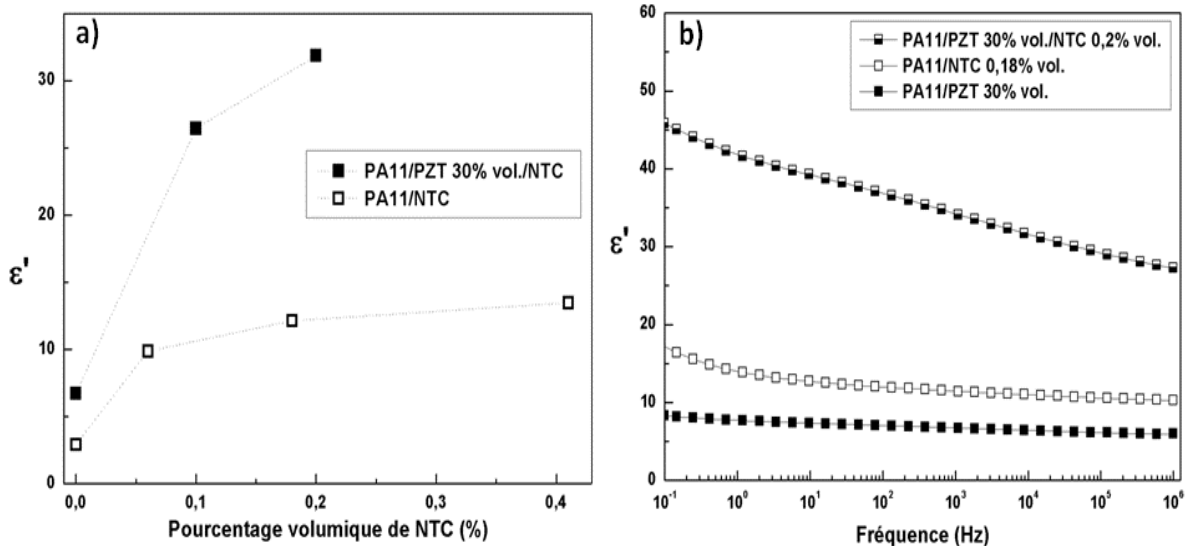 a)
30
20
10
0
ε'
PA11/PZT 30% vol./NTC
PA11/NTC
0,0
0,1
0,2
0,3
0,4
Pourcentage volumique de NTC (%)
b)
60
50
40
30
20
10
0
ε'
PA11/PZT 30% vol./NTC 0,2% vol.
PA11/NTC 0,18% vol.
PA11/PZT 30% vol.
10⁻¹
10⁰
10¹
10²
10³
10⁴
10⁵
10⁶
Fréquence (Hz)